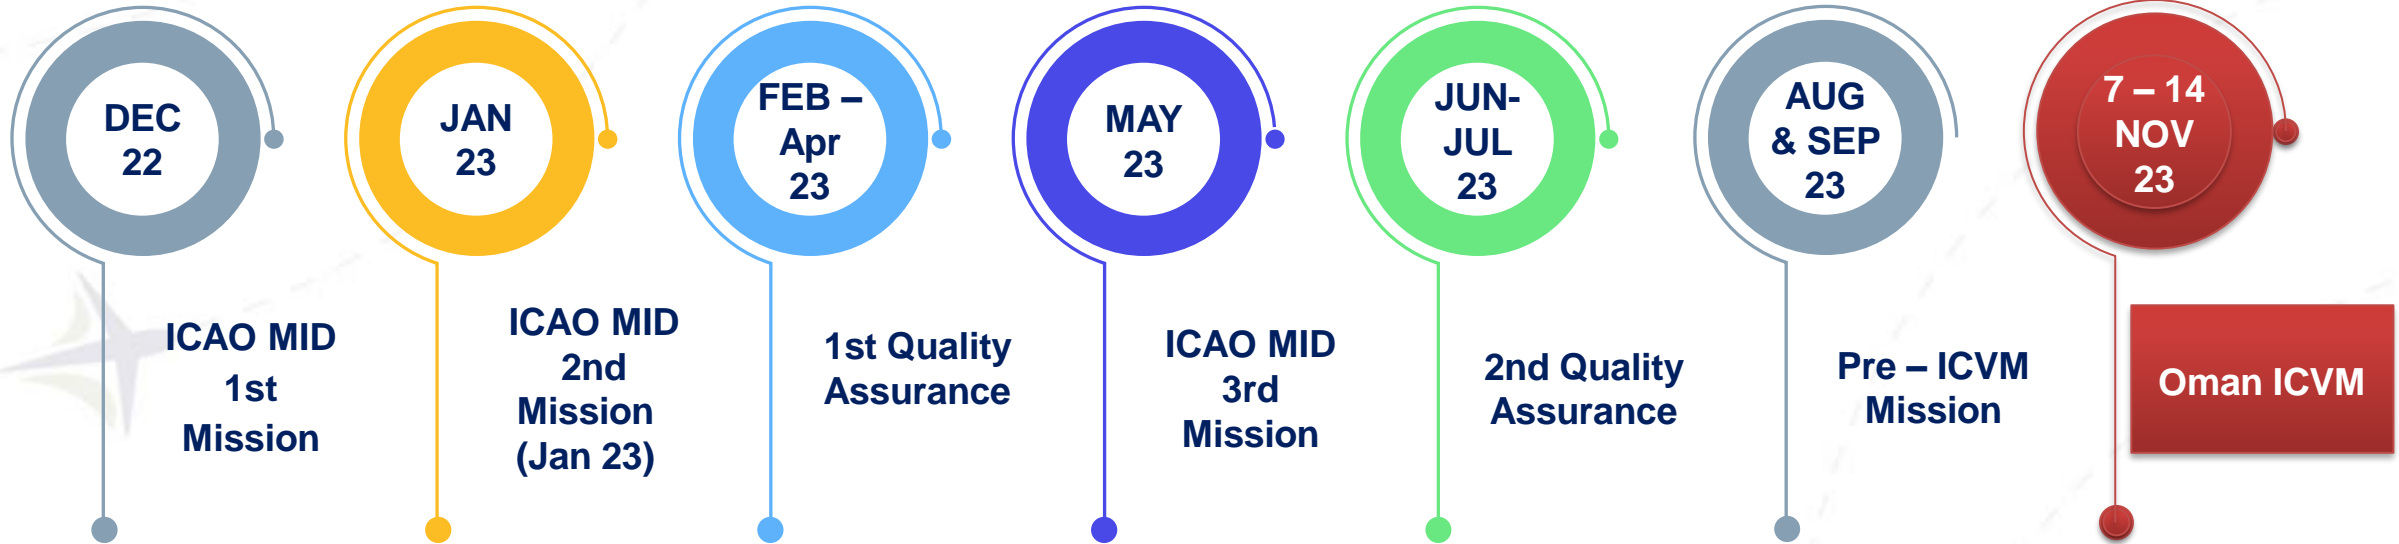 DEC
22
JAN
23
FEB –
Apr
23
MAY
23
JUN-
JUL
23
AUG
& SEP
23
7 – 14
NOV
23
ICAO MID
1st
Mission
ICAO MID
2nd
Mission
(Jan 23)
1st Quality
Assurance
ICAO MID
3rd
Mission
2nd Quality
Assurance
Pre – ICVM
Mission
Oman ICVM